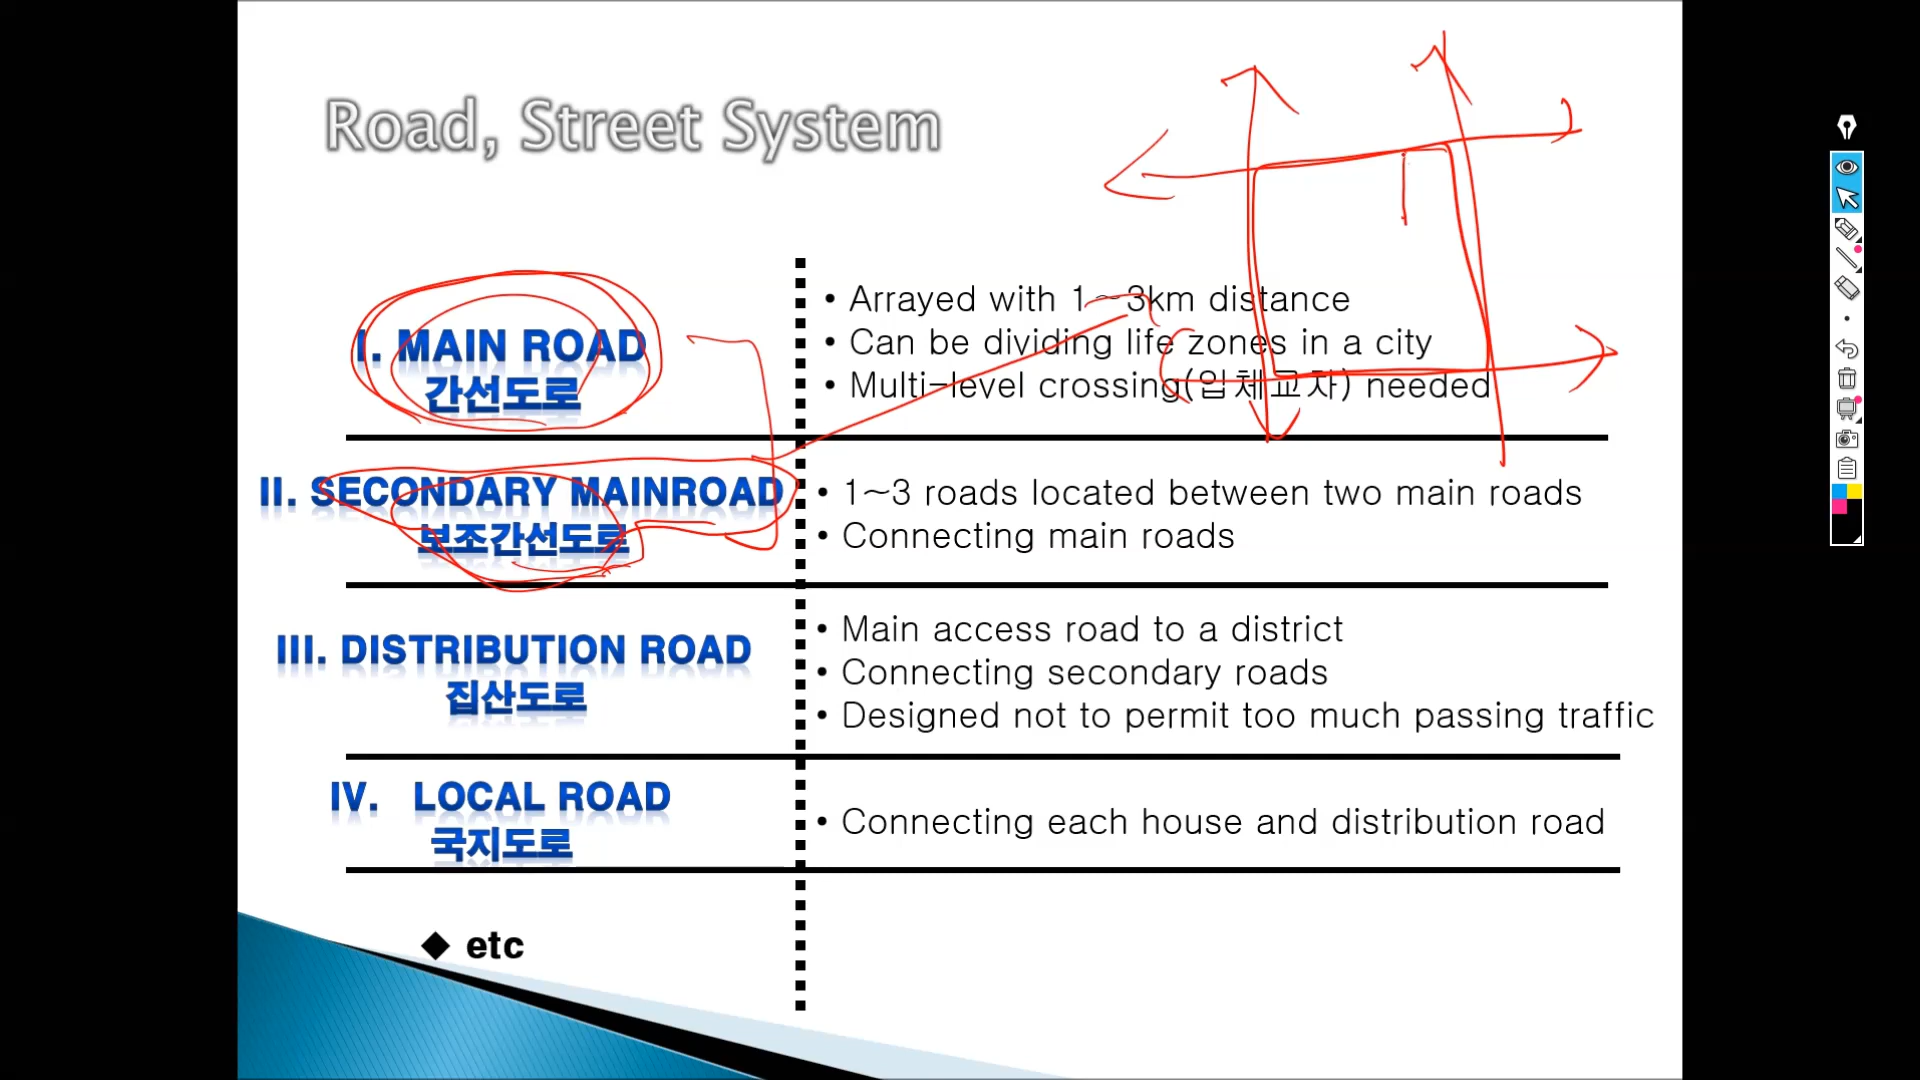 Road, Street System
I. MAIN ROAD
간선도로
• Arrayed with 1~3km distance
• Can be dividing life zones in a city
• Multi-level crossing(입체교차) needed
II. SECONDARY MAINROAD
보조간선도로
• 1~3 roads located between two main roads
• Connecting main roads
III. DISTRIBUTION ROAD
집산도로
• Main access road to a district
• Connecting secondary roads
• Designed not to permit too much passing traffic
IV. LOCAL ROAD
국지도로
• Connecting each house and distribution road
◆ etc